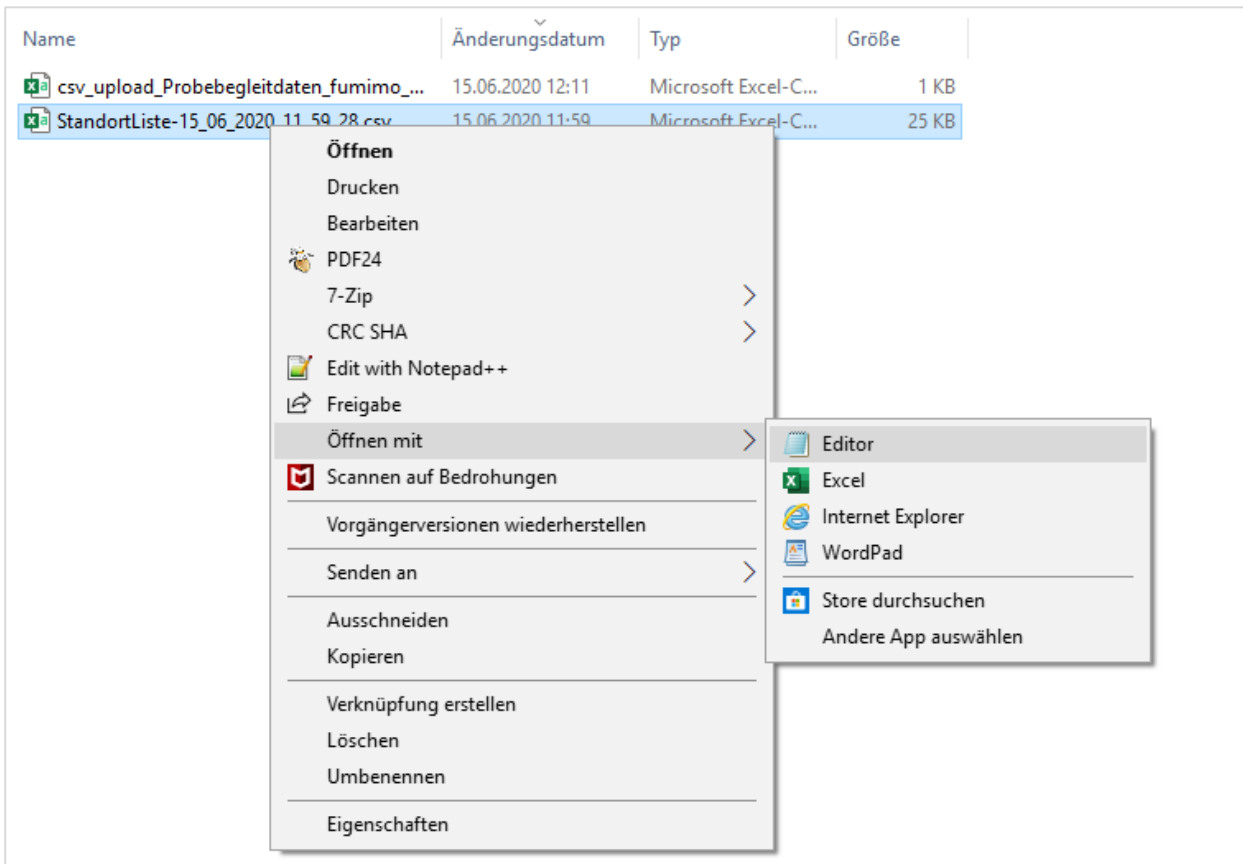 Name Änderungsdatum Typ Größe
csv_upload_Probebegleitdaten_fumimo_... 15.06.2020 12:11 Microsoft Excel-C... 1 KB
StandortListe-15_06_2020_11_59_28.csv 15.06.2020 11:59 Microsoft Excel-C... 25 KB
Öffnen
Drucken
Bearbeiten
PDF24
7-Zip
CRC SHA
Edit with Notepad++
Freigabe
Öffnen mit
Scannen auf Bedrohungen
Vorgängerversionen wiederherstellen
Senden an
Ausschneiden
Kopieren
Verknüpfung erstellen
Löschen
Umbenennen
Eigenschaften
Editor
Excel
Internet Explorer
WordPad
Store durchsuchen
Andere App auswählen